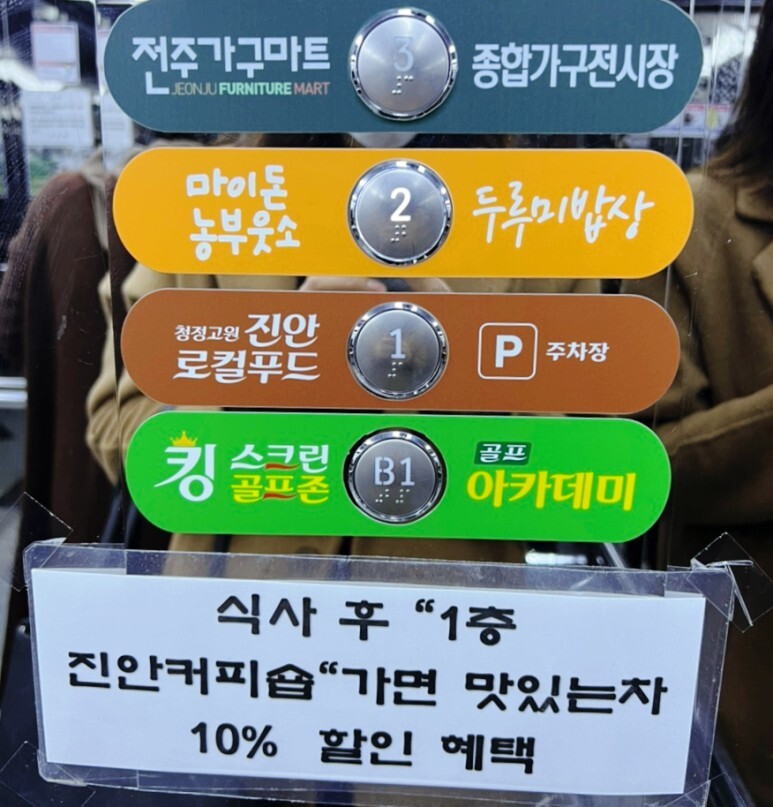 전주가구마트
JEONJU FURNITURE MART
3
종합가구전시장
마이돈
농부웃소
2
두루미밥상
청정고원 진안
로컬푸드
1
P 주차장
킹 스크린
골프존
B1
골프
아카데미
식사 후 “1층
진안커피숍“가면 맛있는차
10% 할인 혜택